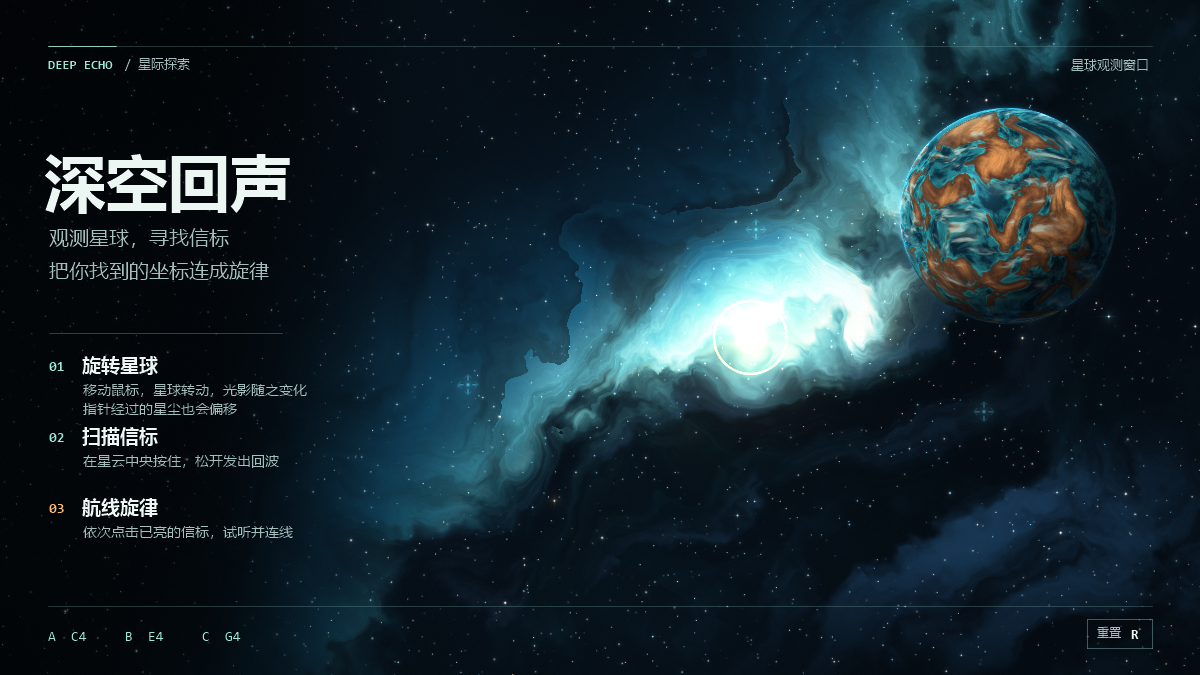 DEEP ECHO / 星际探索
星球观测窗口
深空回声
观测星球，寻找信标
把你找到的坐标连成旋律
01 旋转星球
移动鼠标，星球转动，光影随之变化
指针经过的星尘也会偏移
02 扫描信标
在星云中央按住，松开发出回波
03 航线旋律
依次点击已亮的信标，试听并连线
A C4 B E4 C G4
重置 R